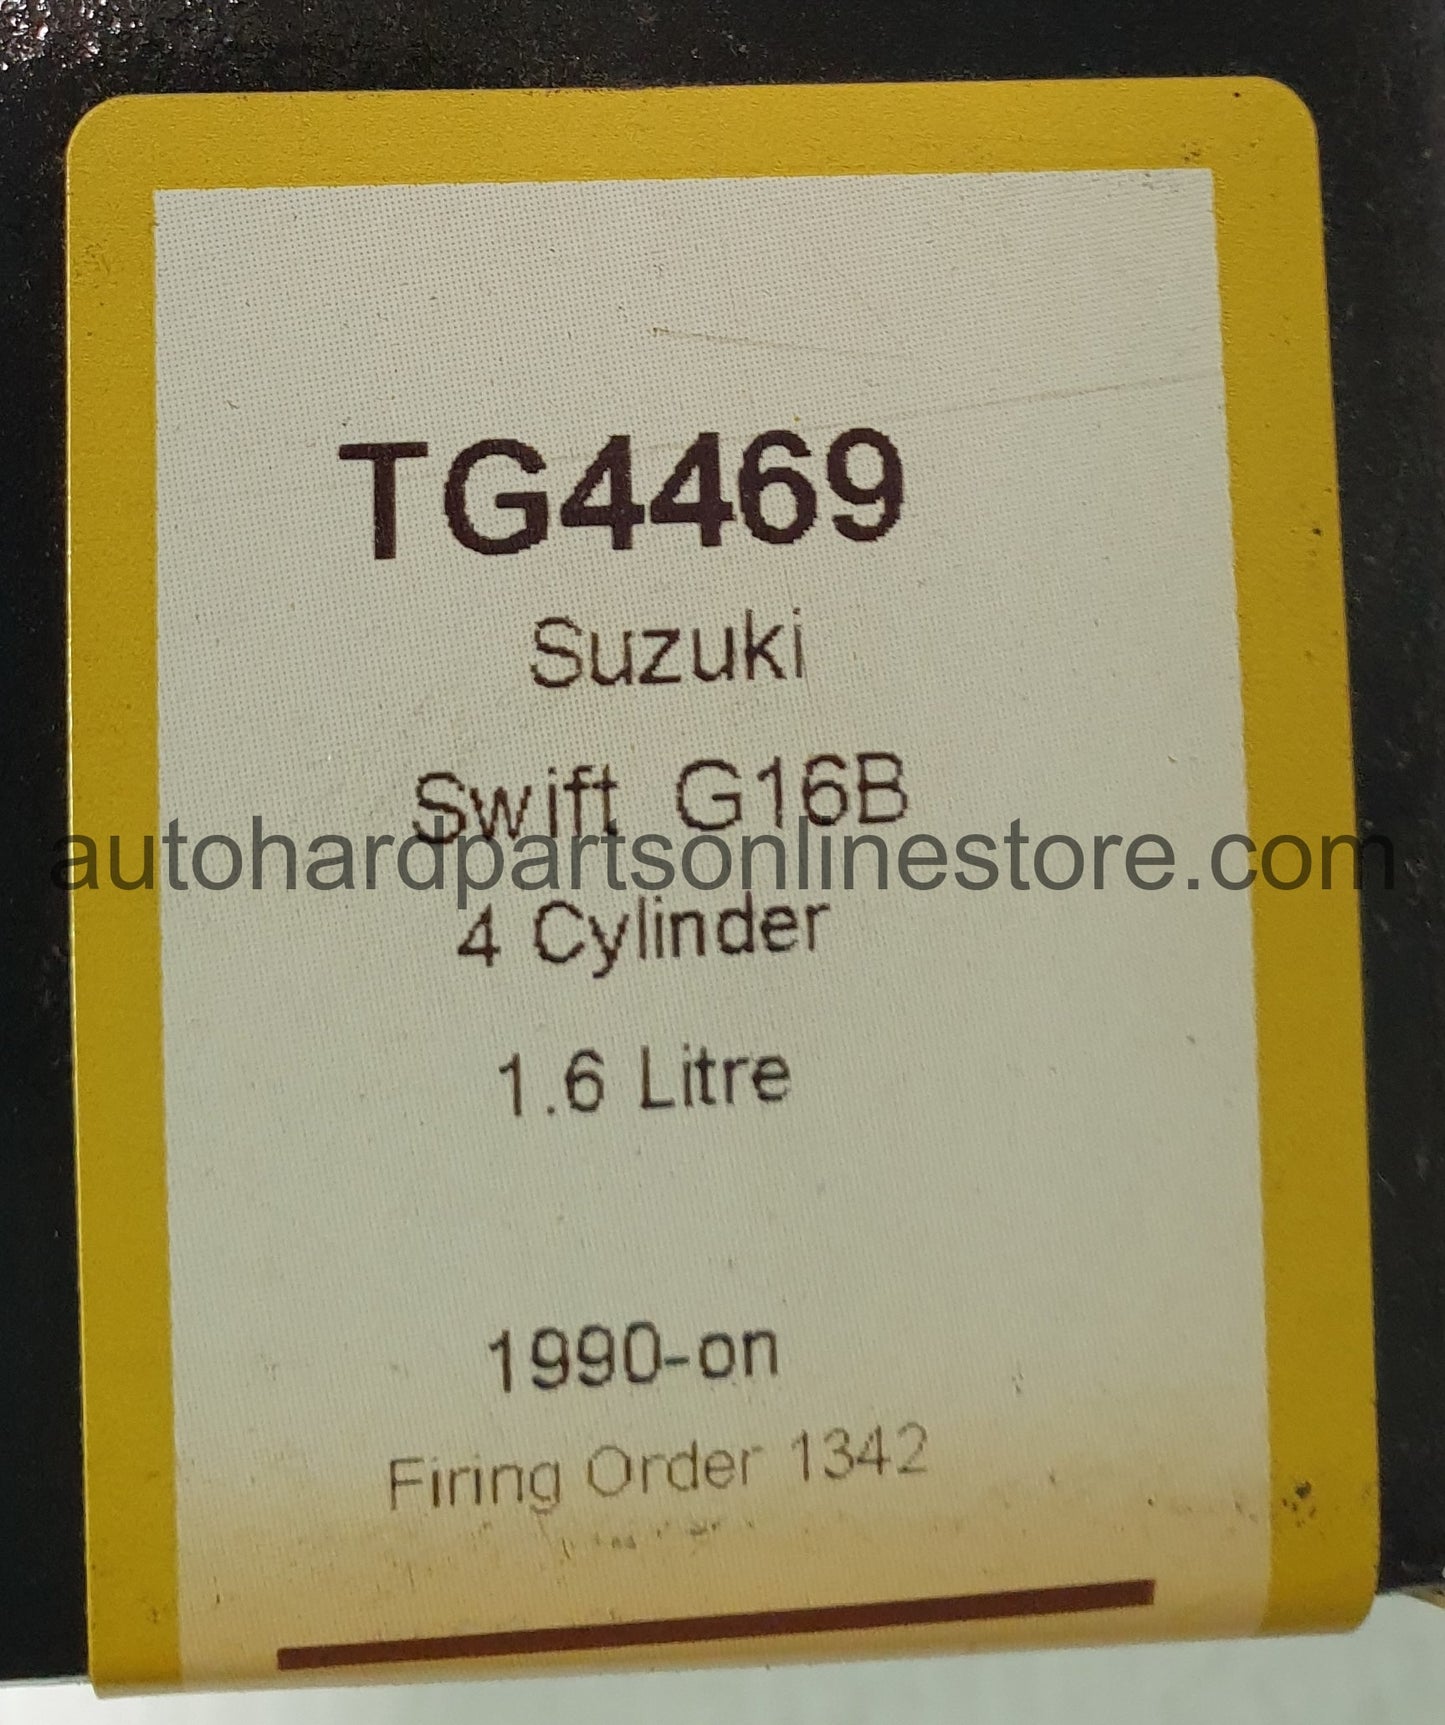 TG4469
Suzuki
Swift G16B
autohardpartsonlinestore.com
4 Cylinder
1.6 Litre
1990-on
Firing Order 1342